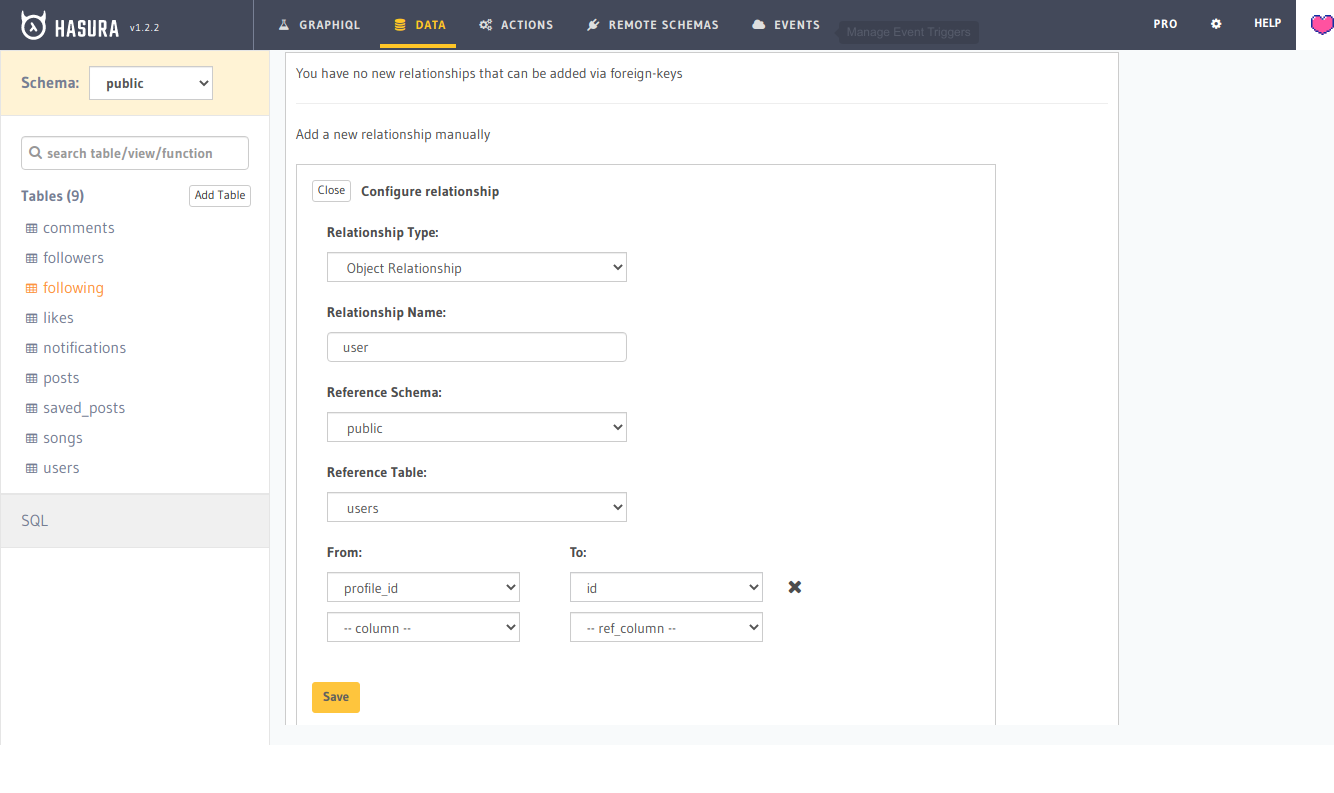 HASURA v1.2.2 GRAPHIQL DATA ACTIONS REMOTE SCHEMAS EVENTS Manage Event Triggers PRO HELP
Schema: public
search table/view/function
Tables (9) Add Table
comments
followers
following
likes
notifications
posts
saved_posts
songs
users
SQL
You have no new relationships that can be added via foreign-keys
Add a new relationship manually
Close Configure relationship
Relationship Type:
Object Relationship
Relationship Name:
user
Reference Schema:
public
Reference Table:
users
From: To:
profile_id id
-- column -- -- ref_column --
Save